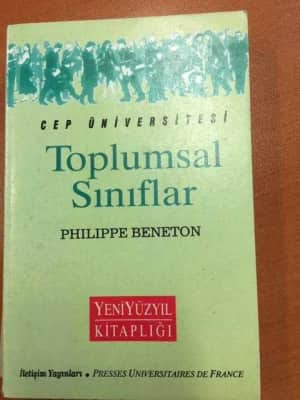 CEP ÜNİVERSİTESİ
Toplumsal
Sınıflar
PHILIPPE BENETON
YENİYÜZYIL
KİTAPLIĞI
İletişim Yayınları • PRESSES UNIVERSITAIRES DE FRANCE